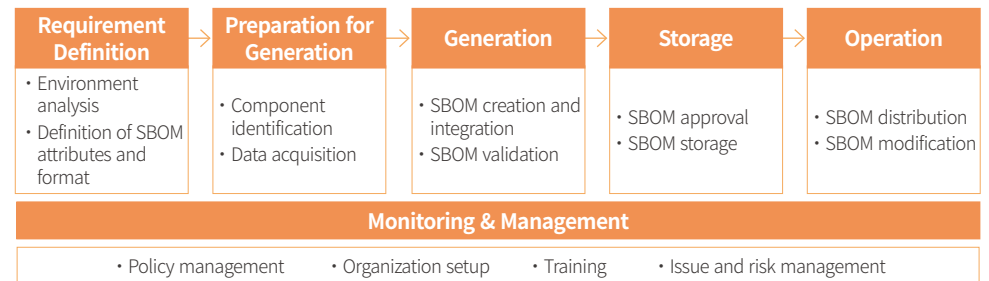 Requirement
Definition
・Environment
analysis
・Definition of SBOM
attributes and
format
Preparation for
Generation
・Component
identification
・Data acquisition
Generation
・SBOM creation and
integration
・SBOM validation
Storage
・SBOM approval
・SBOM storage
Operation
・SBOM distribution
・SBOM modification
Monitoring & Management
・Policy management ・Organization setup ・Training ・Issue and risk management